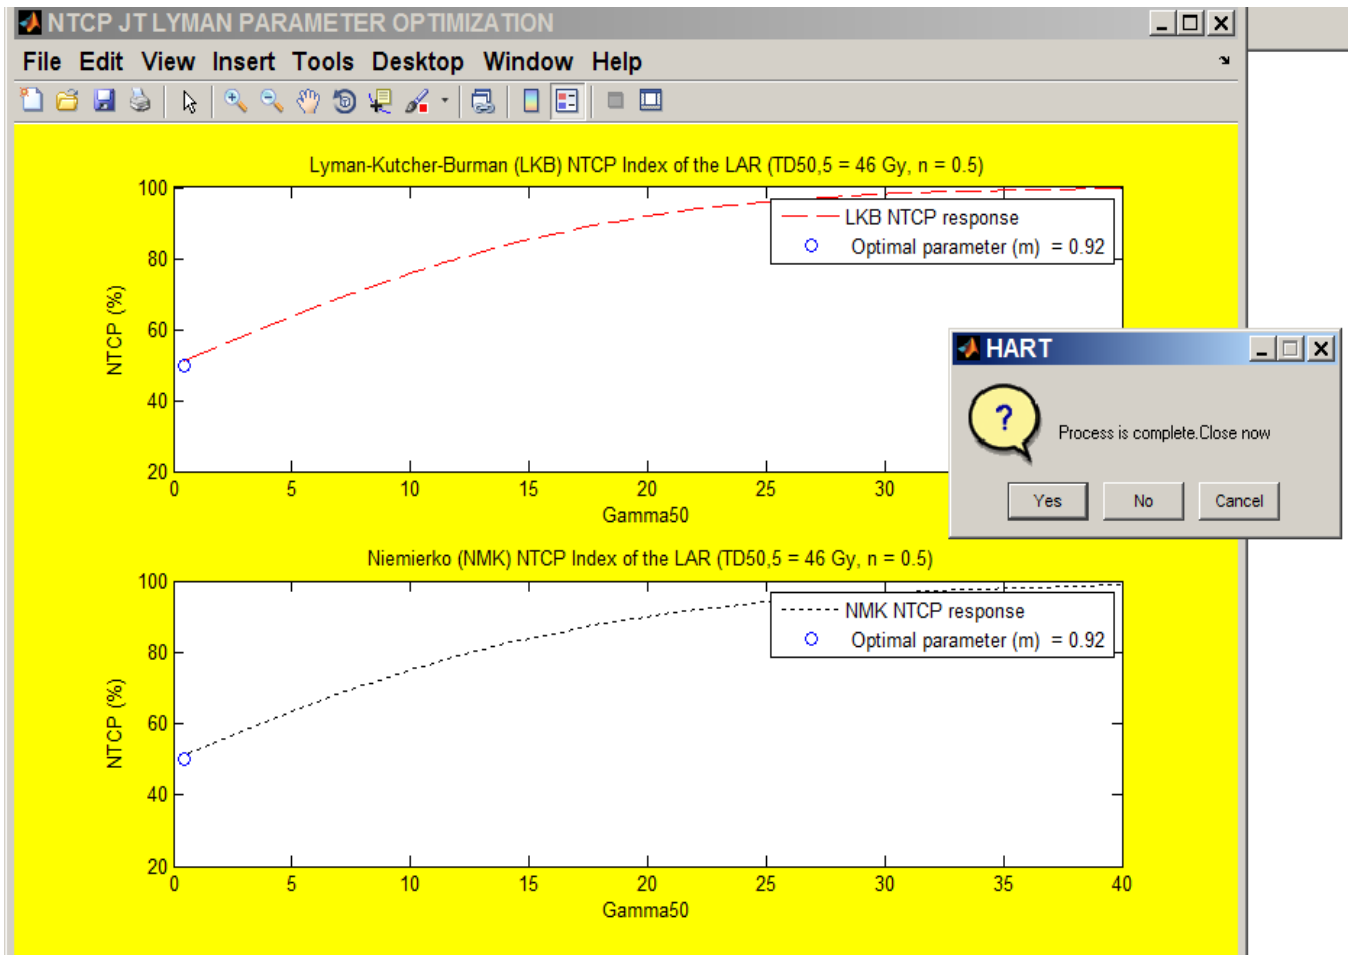 NTCP JT LYMAN PARAMETER OPTIMIZATION
File Edit View Insert Tools Desktop Window Help
Lyman-Kutcher-Burman (LKB) NTCP Index of the LAR (TD50,5 = 46 Gy, n = 0.5)
100
80
60
40
20
NTCP (%)
LKB NTCP response
Optimal parameter (m) = 0.92
0 5 10 15 20 25 30
Gamma50
HART
?
Process is complete.Close now
Yes No Cancel
Niemierko (NMK) NTCP Index of the LAR (TD50,5 = 46 Gy, n = 0.5)
100
80
60
40
20
NTCP (%)
NMK NTCP response
Optimal parameter (m) = 0.92
0 5 10 15 20 25 30 35 40
Gamma50